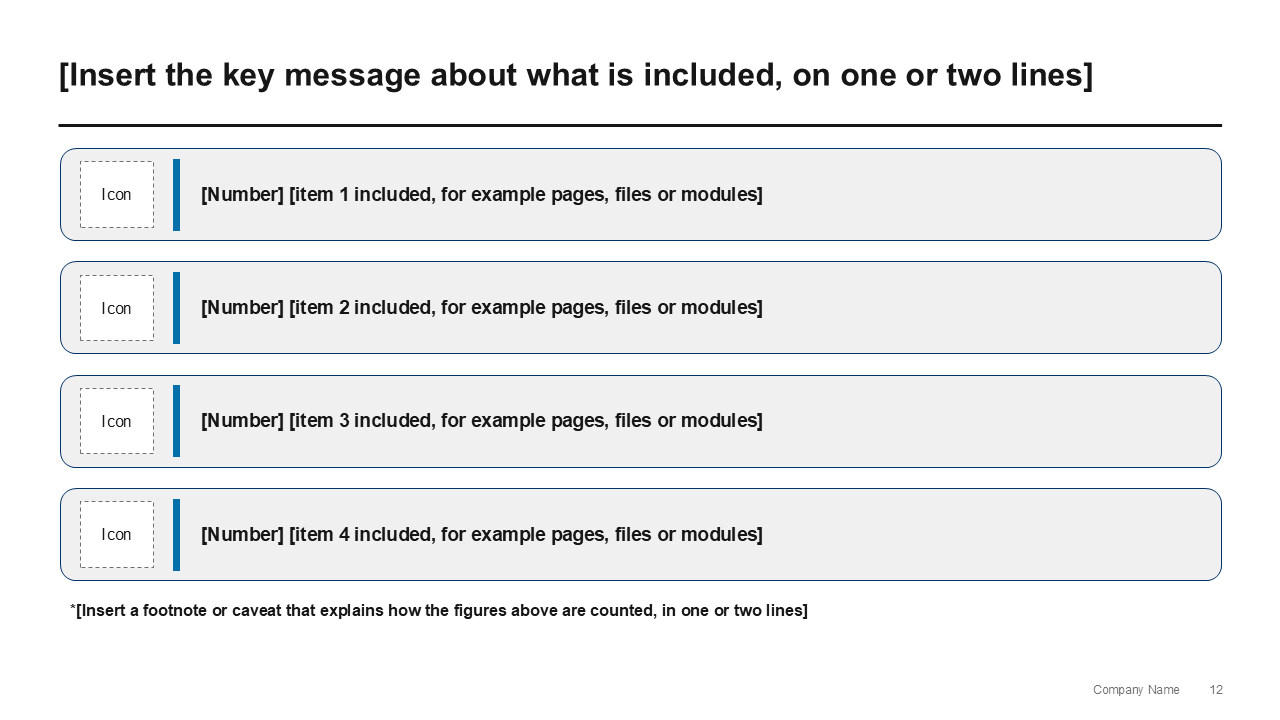 [Insert the key message about what is included, on one or two lines]
Icon
[Number] [item 1 included, for example pages, files or modules]
Icon
[Number] [item 2 included, for example pages, files or modules]
Icon
[Number] [item 3 included, for example pages, files or modules]
Icon
[Number] [item 4 included, for example pages, files or modules]
*[Insert a footnote or caveat that explains how the figures above are counted, in one or two lines]
Company Name 12